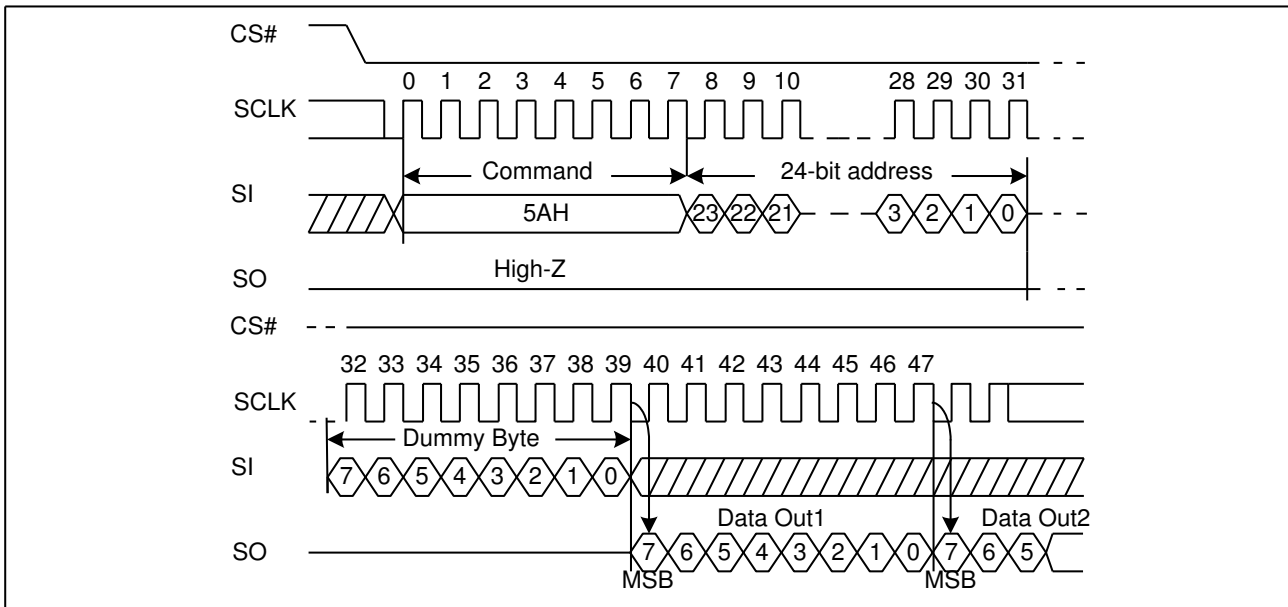 CS#
0 1 2 3 4 5 6 7 8 9 10 28 29 30 31
SCLK
Command 24-bit address
SI
5AH 23 22 21 3 2 1 0
High-Z
SO
CS#
32 33 34 35 36 37 38 39 40 41 42 43 44 45 46 47
SCLK
Dummy Byte
SI
7 6 5 4 3 2 1 0
Data Out1 Data Out2
SO
7 6 5 4 3 2 1 0 7 6 5
MSB MSB